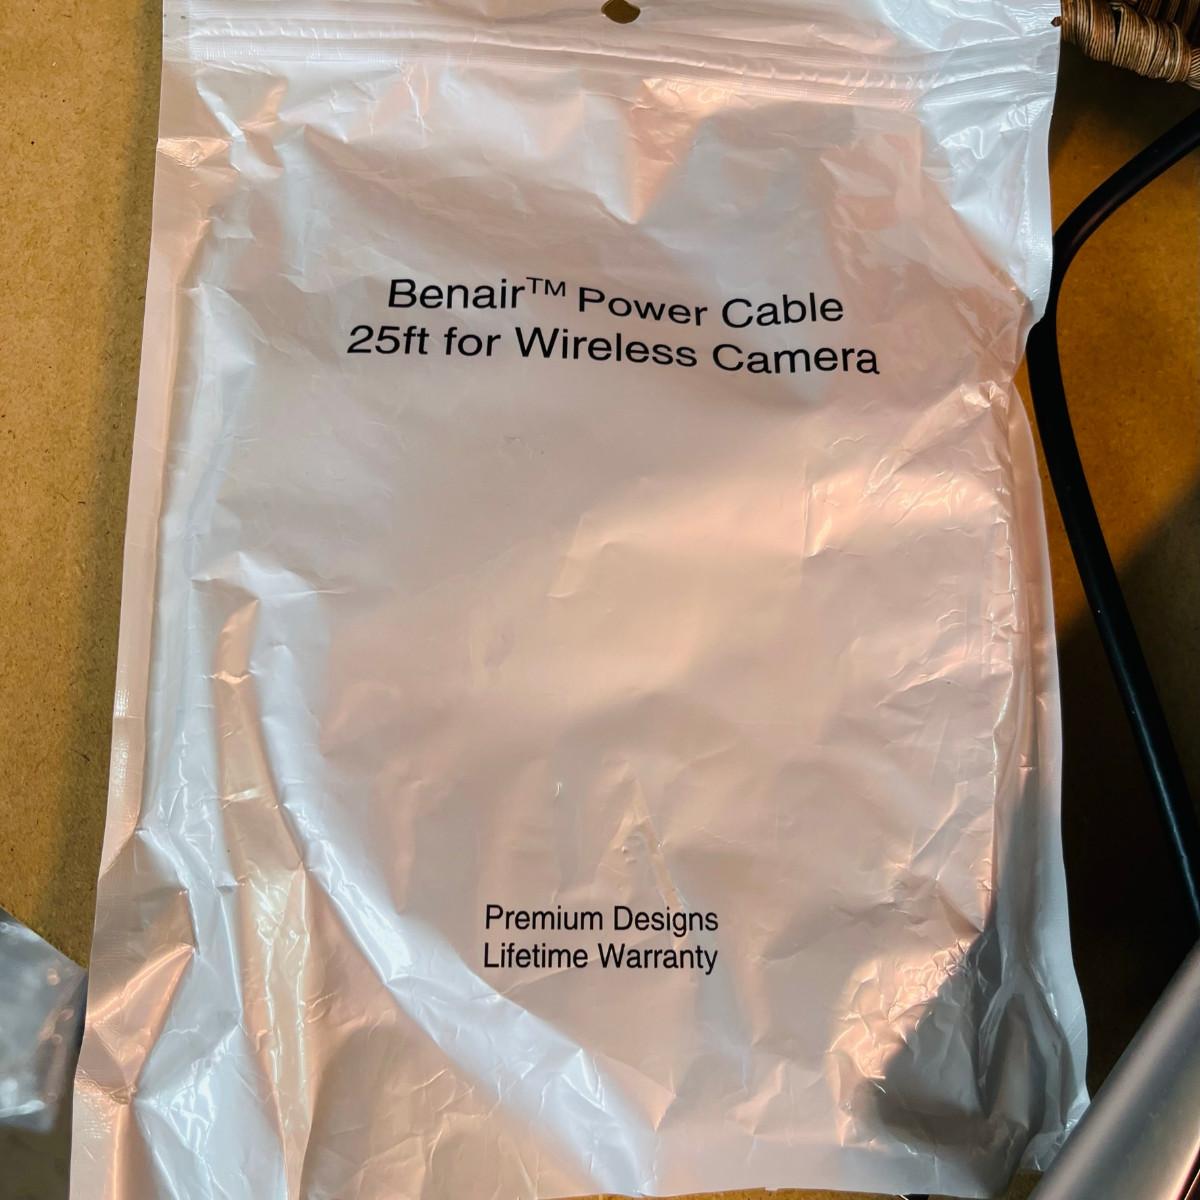 Benair™ Power Cable
25ft for Wireless Camera
Premium Designs
Lifetime Warranty